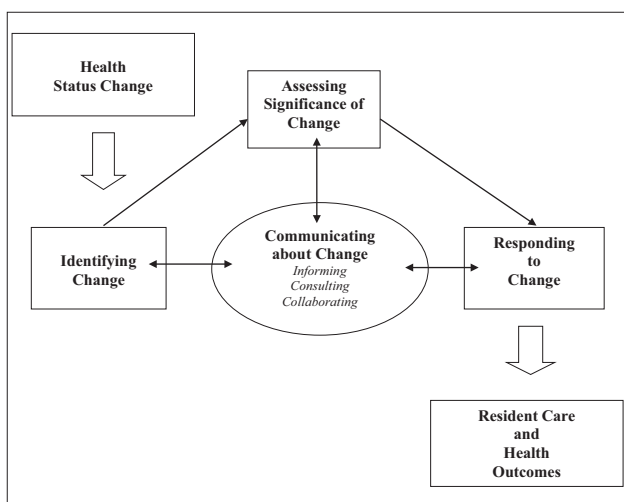 Health
Status Change
Assessing
Significance of
Change
Identifying
Change
Communicating
about Change
Informing
Consulting
Collaborating
Responding
to
Change
Resident Care
and
Health
Outcomes